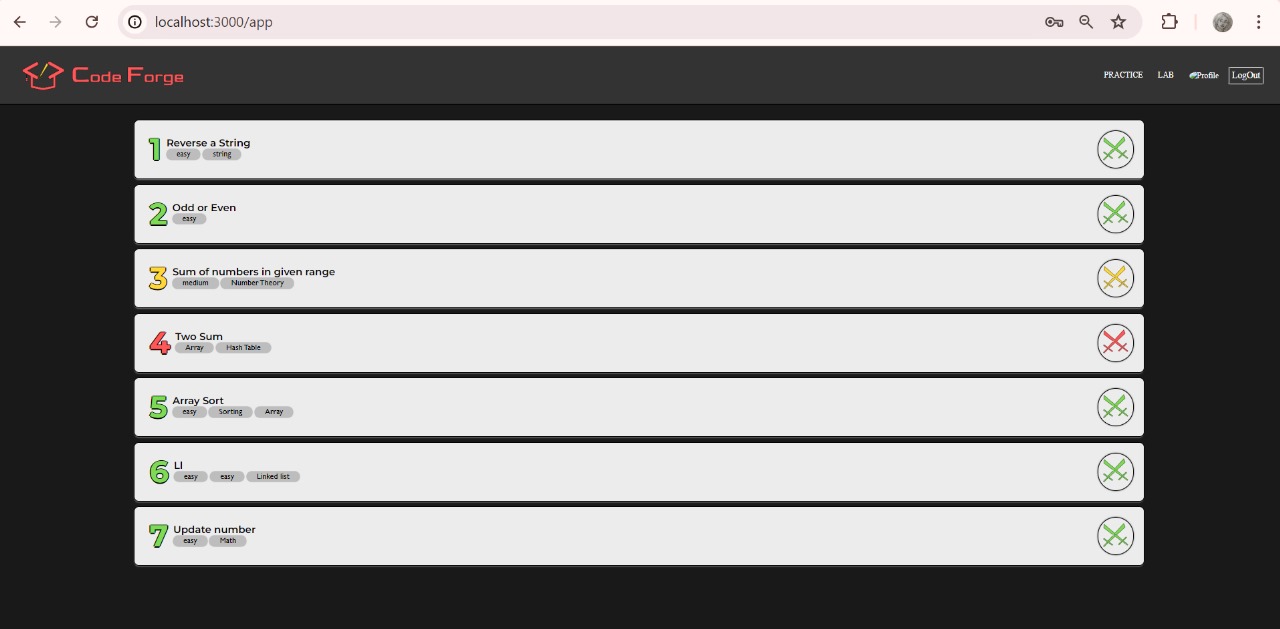 localhost:3000/app
Code Forge
PRACTICE LAB Profile LogOut
1 Reverse a String
easy string
2 Odd or Even
easy
3 Sum of numbers in given range
medium Number Theory
4 Two Sum
Array Hash Table
5 Array Sort
easy Sorting Array
6 Ll
easy easy Linked list
7 Update number
easy Math